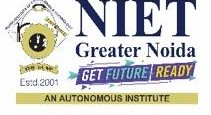 NIET
Greater Noida
GET FUTURE READY
Estd.2001
AN AUTONOMOUS INSTITUTE